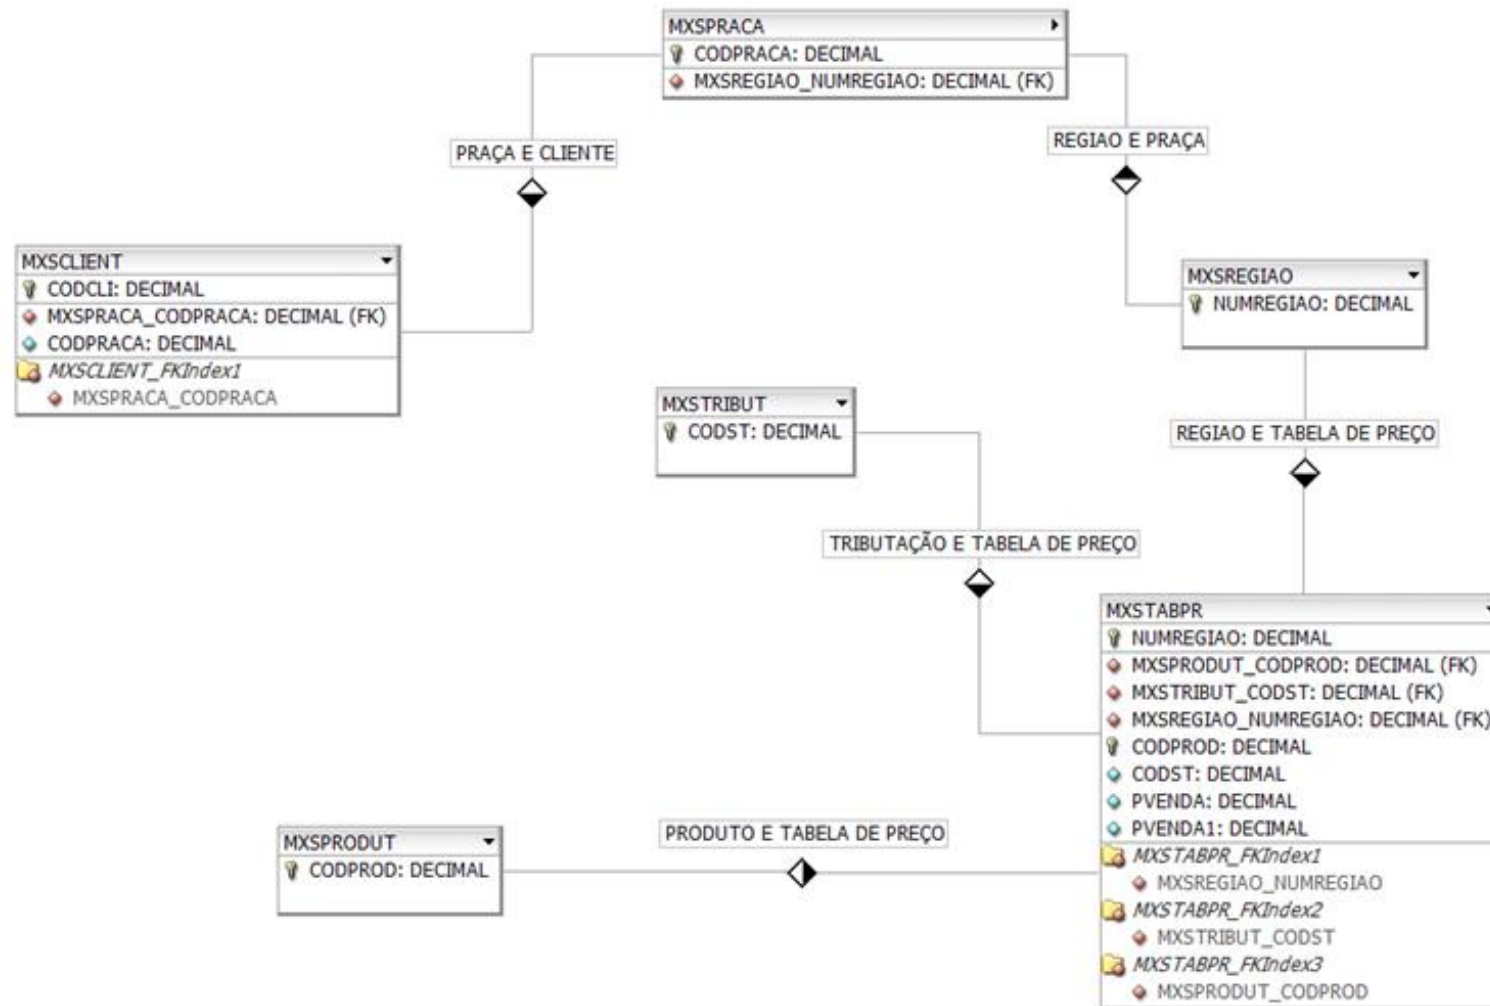 MXSPRACA
CODPRACA: DECIMAL
MXSREGIAO_NUMREGIAO: DECIMAL (FK)
PRAÇA E CLIENTE
REGIAO E PRAÇA
MXSCLIENT
CODCLI: DECIMAL
MXSPRACA_CODPRACA: DECIMAL (FK)
CODPRACA: DECIMAL
MXSCLIENT_FKIndex1
MXSPRACA_CODPRACA
MXSREGIAO
NUMREGIAO: DECIMAL
MXSTRIBUT
CODST: DECIMAL
REGIAO E TABELA DE PREÇO
TRIBUTAÇÃO E TABELA DE PREÇO
MXSTABPR
NUMREGIAO: DECIMAL
MXSPRODUT_CODPROD: DECIMAL (FK)
MXSTRIBUT_CODST: DECIMAL (FK)
MXSREGIAO_NUMREGIAO: DECIMAL (FK)
CODPROD: DECIMAL
CODST: DECIMAL
PVENDA: DECIMAL
PVENDA1: DECIMAL
MXSTABPR_FKIndex1
MXSREGIAO_NUMREGIAO
MXSTABPR_FKIndex2
MXSTRIBUT_CODST
MXSTABPR_FKIndex3
MXSPRODUT_CODPROD
PRODUTO E TABELA DE PREÇO
MXSPRODUT
CODPROD: DECIMAL